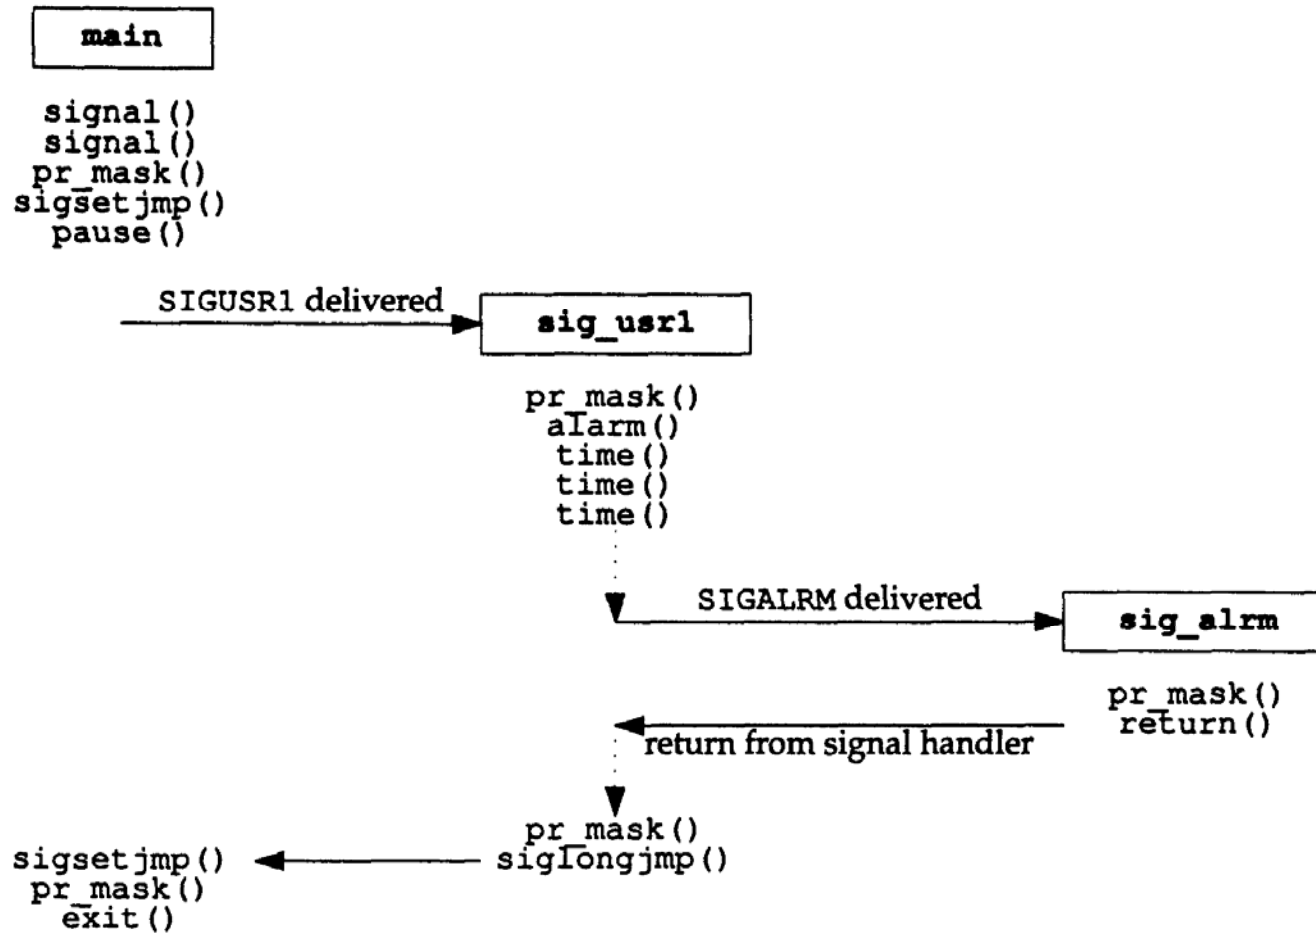 main
signal()
signal()
pr_mask()
sigsetjmp()
pause()
SIGUSR1 delivered
sig_usr1
pr_mask()
alarm()
time()
time()
time()
SIGALRM delivered
sig_alrm
pr_mask()
return()
return from signal handler
pr_mask()
siglongjmp()
sigsetjmp()
pr_mask()
exit()